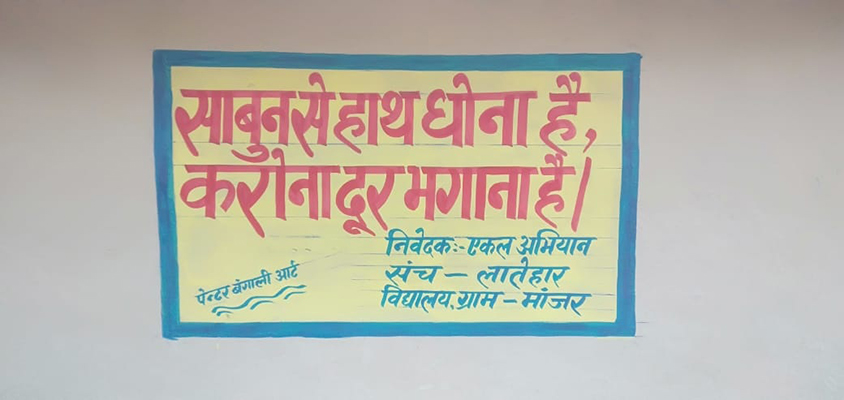 साबुन से हाथ धोना है,
करोना दूर भगाना है।
निवेदक:- एकल अभियान
संच - लातेहार
विद्यालय, ग्राम - मांजर
पेन्टर बंगाली आर्ट